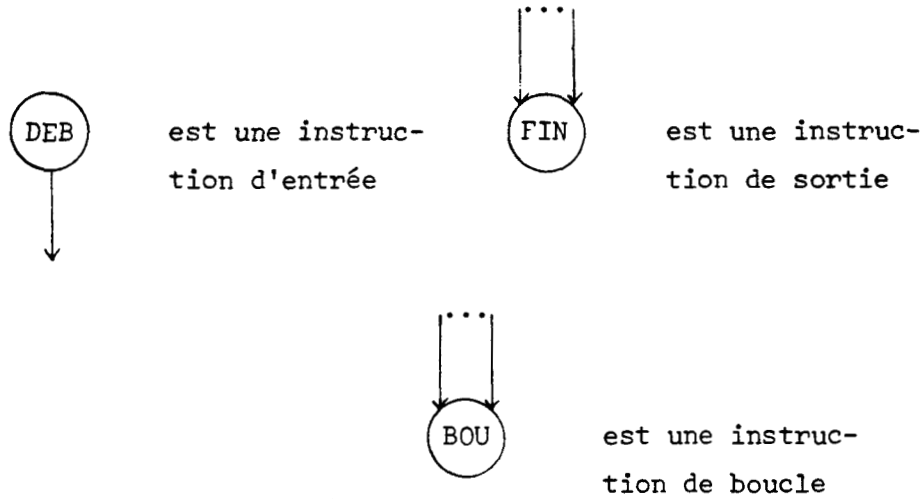 DEB est une instruc-
tion d'entrée
FIN est une instruc-
tion de sortie
BOU est une instruc-
tion de boucle